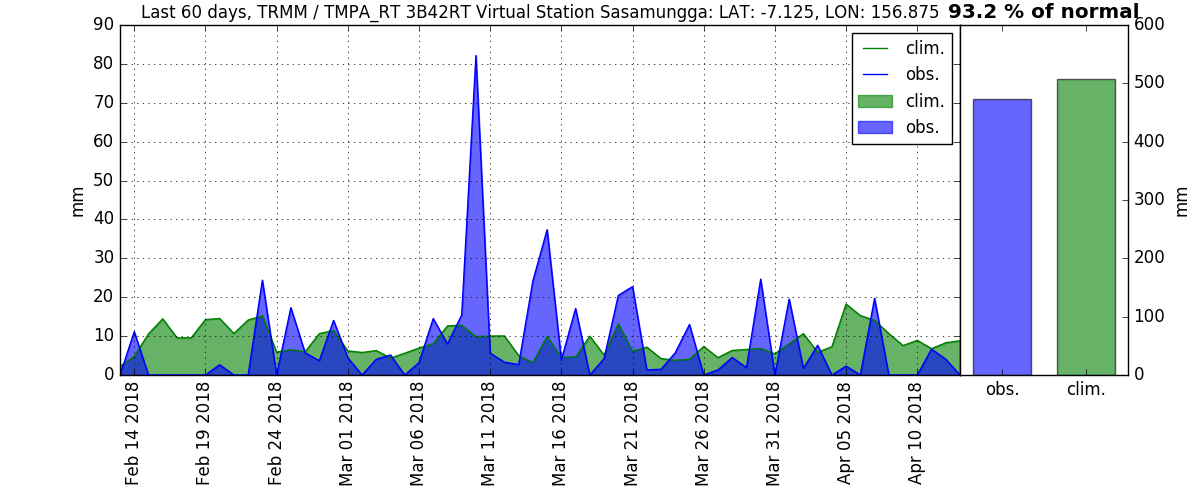 Last 60 days, TRMM / TMPA_RT 3B42RT Virtual Station Sasamungga: LAT: -7.125, LON: 156.875 93.2 % of normal
90
80
70
60
50
40
30
20
10
0
mm
clim.
obs.
clim.
obs.
600
500
400
300
200
100
0
mm
obs. clim.
Feb 14 2018
Feb 19 2018
Feb 24 2018
Mar 01 2018
Mar 06 2018
Mar 11 2018
Mar 16 2018
Mar 21 2018
Mar 26 2018
Mar 31 2018
Apr 05 2018
Apr 10 2018